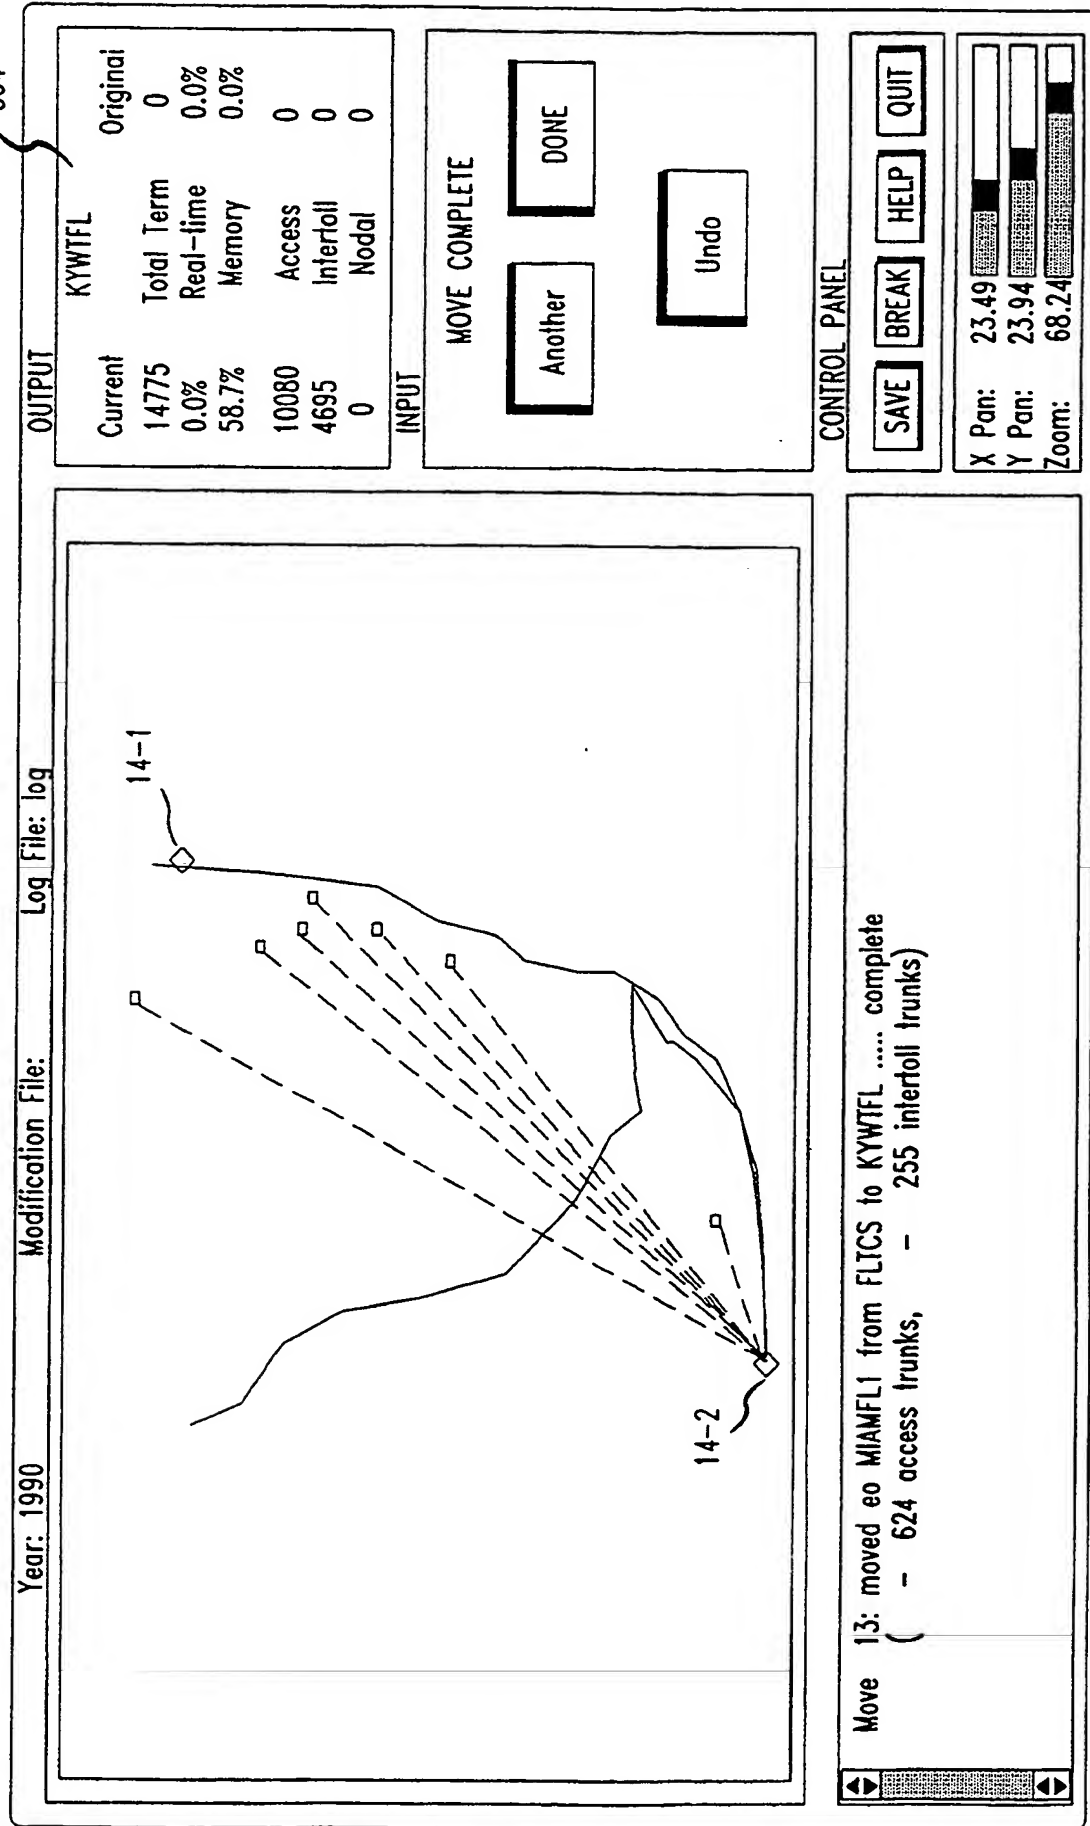 Year: 1990 Modification File: Log File: log
14-1
14-2
OUTPUT
KYWTFL
Current Original
14775 Total Term 0
0.0% Real-time 0.0%
58.7% Memory 0.0%
10080 Access 0
4695 Intertoll 0
0 Nodal 0
INPUT
MOVE COMPLETE
Another DONE
Undo
CONTROL PANEL
SAVE BREAK HELP QUIT
X Pan: 23.49
Y Pan: 23.94
Zoom: 68.24
Move 13: moved eo MIAMFL1 from FLTCS to KYWTFL ..... complete
( - 624 access trunks, - 255 intertoll trunks)